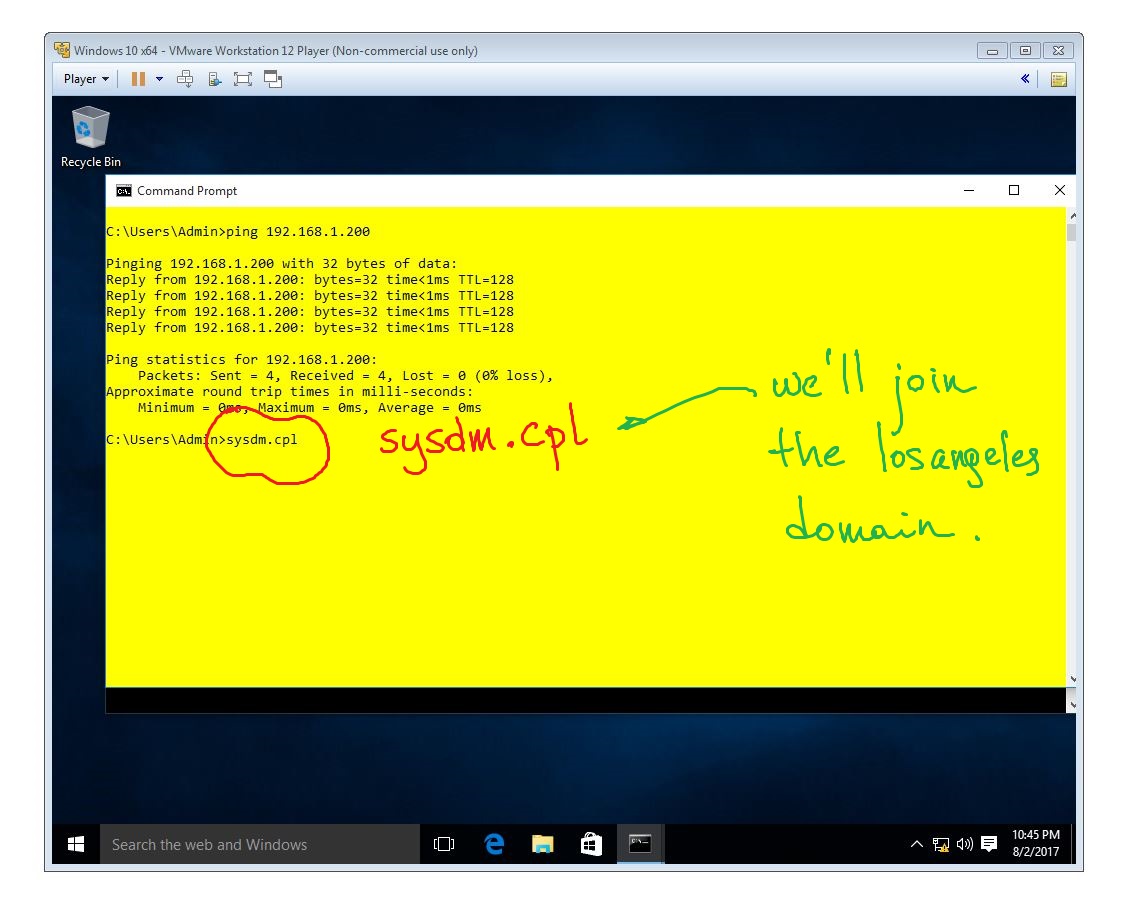 Windows 10 x64 - VMware Workstation 12 Player (Non-commercial use only)
Player
Recycle Bin
Command Prompt
C:\Users\Admin>ping 192.168.1.200
Pinging 192.168.1.200 with 32 bytes of data:
Reply from 192.168.1.200: bytes=32 time<1ms TTL=128
Reply from 192.168.1.200: bytes=32 time<1ms TTL=128
Reply from 192.168.1.200: bytes=32 time<1ms TTL=128
Reply from 192.168.1.200: bytes=32 time<1ms TTL=128
Ping statistics for 192.168.1.200:
Packets: Sent = 4, Received = 4, Lost = 0 (0% loss),
Approximate round trip times in milli-seconds:
Minimum = 0ms, Maximum = 0ms, Average = 0ms
C:\Users\Admin>sysdm.cpl
sysdm.cpl
we'll join
the losangeles
domain.
Search the web and Windows
10:45 PM
8/2/2017